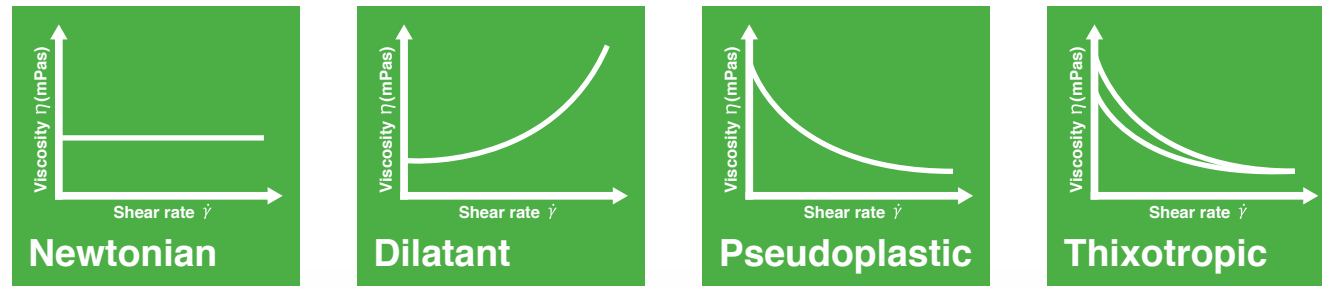 Viscosity η (mPas)
Shear rate γ̇
Newtonian
Viscosity η (mPas)
Shear rate γ̇
Dilatant
Viscosity η (mPas)
Shear rate γ̇
Pseudoplastic
Viscosity η (mPas)
Shear rate γ̇
Thixotropic